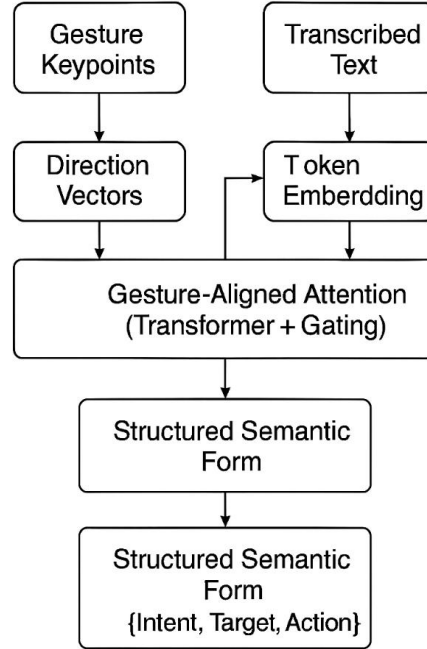 Gesture
Keypoints
Transcribed
Text
Direction
Vectors
Token
Emberdding
Gesture-Aligned Attention
(Transformer + Gating)
Structured Semantic
Form
Structured Semantic
Form
{Intent, Target, Action}